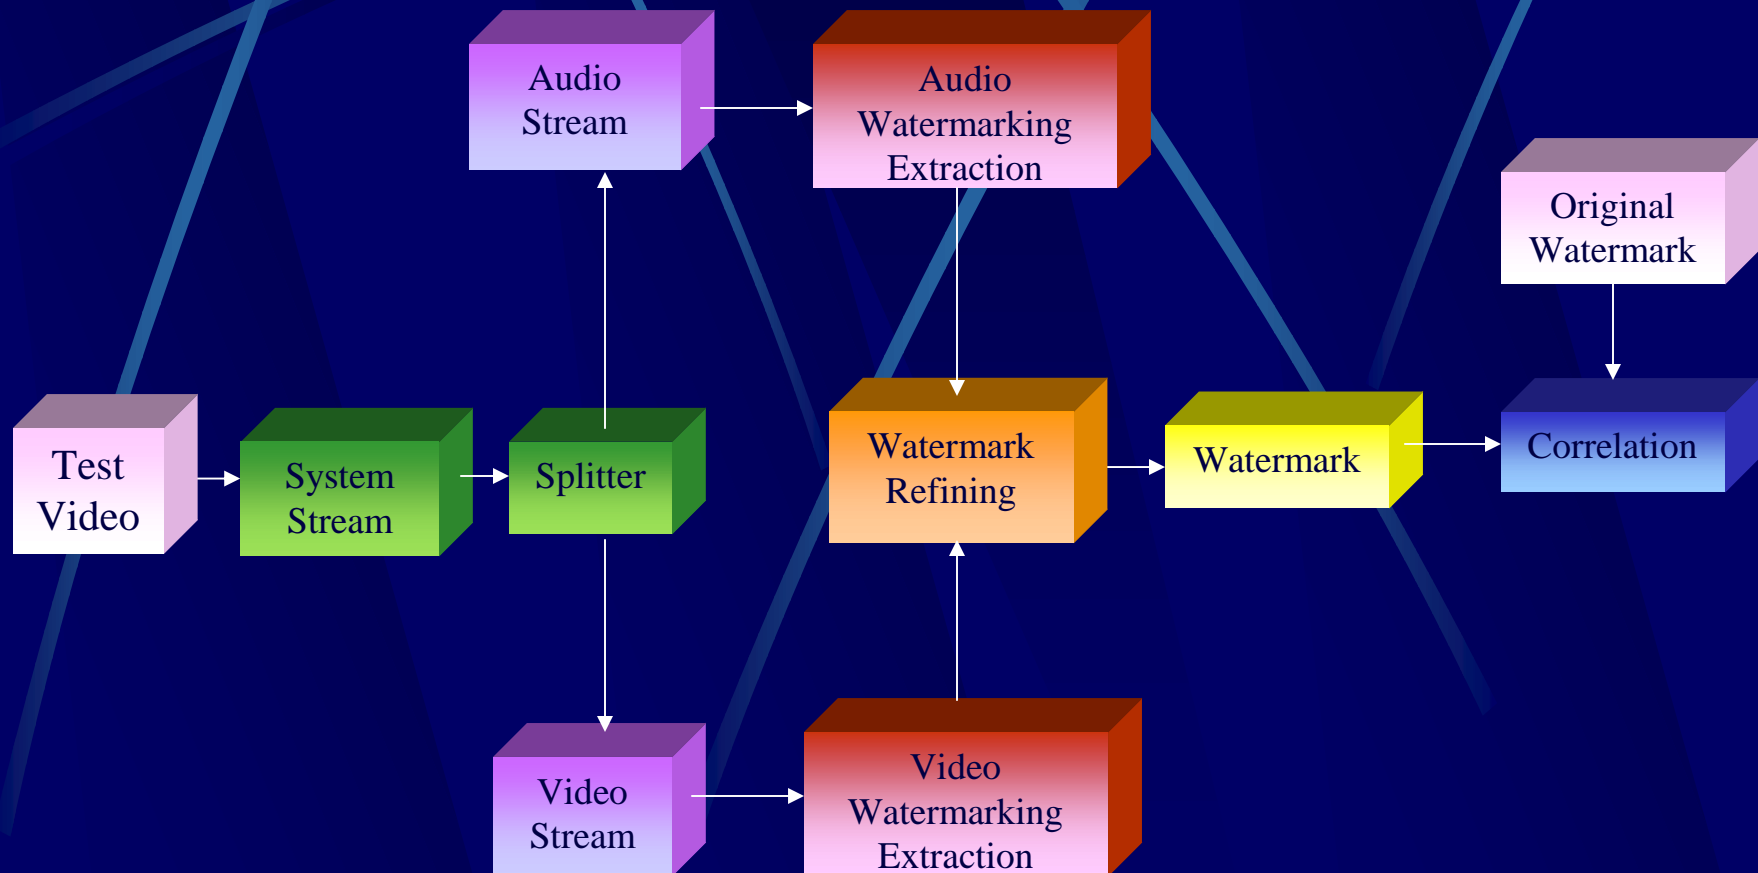 Audio
Stream
Audio
Watermarking
Extraction
Original
Watermark
Test
Video
System
Stream
Splitter
Watermark
Refining
Watermark
Correlation
Video
Stream
Video
Watermarking
Extraction